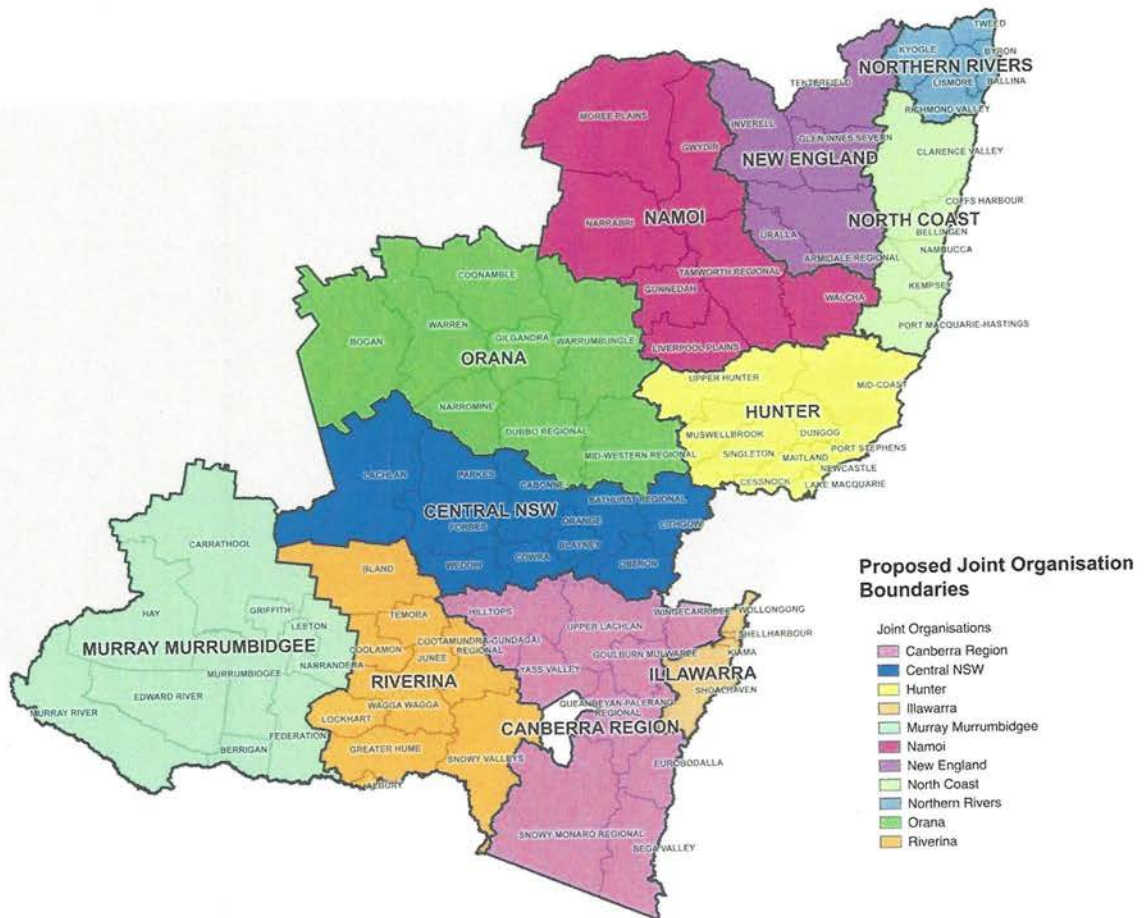 TWEED
KYOGLE
BYRON
NORTHERN RIVERS
TENTERFIELD
LISMORE
BALLINA
RICHMOND VALLEY
MOREE PLAINS
INVERELL
GLEN INNES SEVERN
GWYDIR
NEW ENGLAND
CLARENCE VALLEY
COFFS HARBOUR
NARRABRI
NAMOI
NORTH COAST
URALLA
BELLINGEN
ARMIDALE REGIONAL
NAMBUCCA
COONAMBLE
TAMWORTH REGIONAL
GUNNEDAH
WALCHA
KEMPSEY
WARREN
GILGANDRA
BOGAN
WARRUMBUNGLE
PORT MACQUARIE-HASTINGS
ORANA
LIVERPOOL PLAINS
UPPER HUNTER
MID-COAST
NARROMINE
HUNTER
DUBBO REGIONAL
MUSWELLBROOK
DUNGOG
MID-WESTERN REGIONAL
SINGLETON
MAITLAND
PORT STEPHENS
NEWCASTLE
CESSNOCK
LAKE MACQUARIE
LACHLAN
PARKES
CABONNE
BATHURST REGIONAL
CENTRAL NSW
FORBES
ORANGE
LITHGOW
BLAYNEY
COWRA
WEDDIN
OBERON
CARRATHOOL
BLAND
HAY
GRIFFITH
LEETON
TEMORA
HILLTOPS
WINGECARRIBEE
WOLLONGONG
UPPER LACHLAN
SHELLHARBOUR
MURRAY MURRUMBIDGEE
COOLAMON
COOTAMUNDRA-GUNDAGAI
REGIONAL
JUNEE
GOULBURN MULWAREE
KIAMA
NARRANDERA
MURRUMBIDGEE
YASS VALLEY
RIVERINA
ILLAWARRA
EDWARD RIVER
SHOALHAVEN
MURRAY RIVER
WAGGA WAGGA
QUEANBEYAN-PALERANG
REGIONAL
LOCKHART
CANBERRA REGION
FEDERATION
BERRIGAN
GREATER HUME
SNOWY VALLEYS
EUROBODALLA
ALBURY
SNOWY MONARO REGIONAL
BEGA VALLEY
Proposed Joint Organisation
Boundaries
Joint Organisations
Canberra Region
Central NSW
Hunter
Illawarra
Murray Murrumbidgee
Namoi
New England
North Coast
Northern Rivers
Orana
Riverina